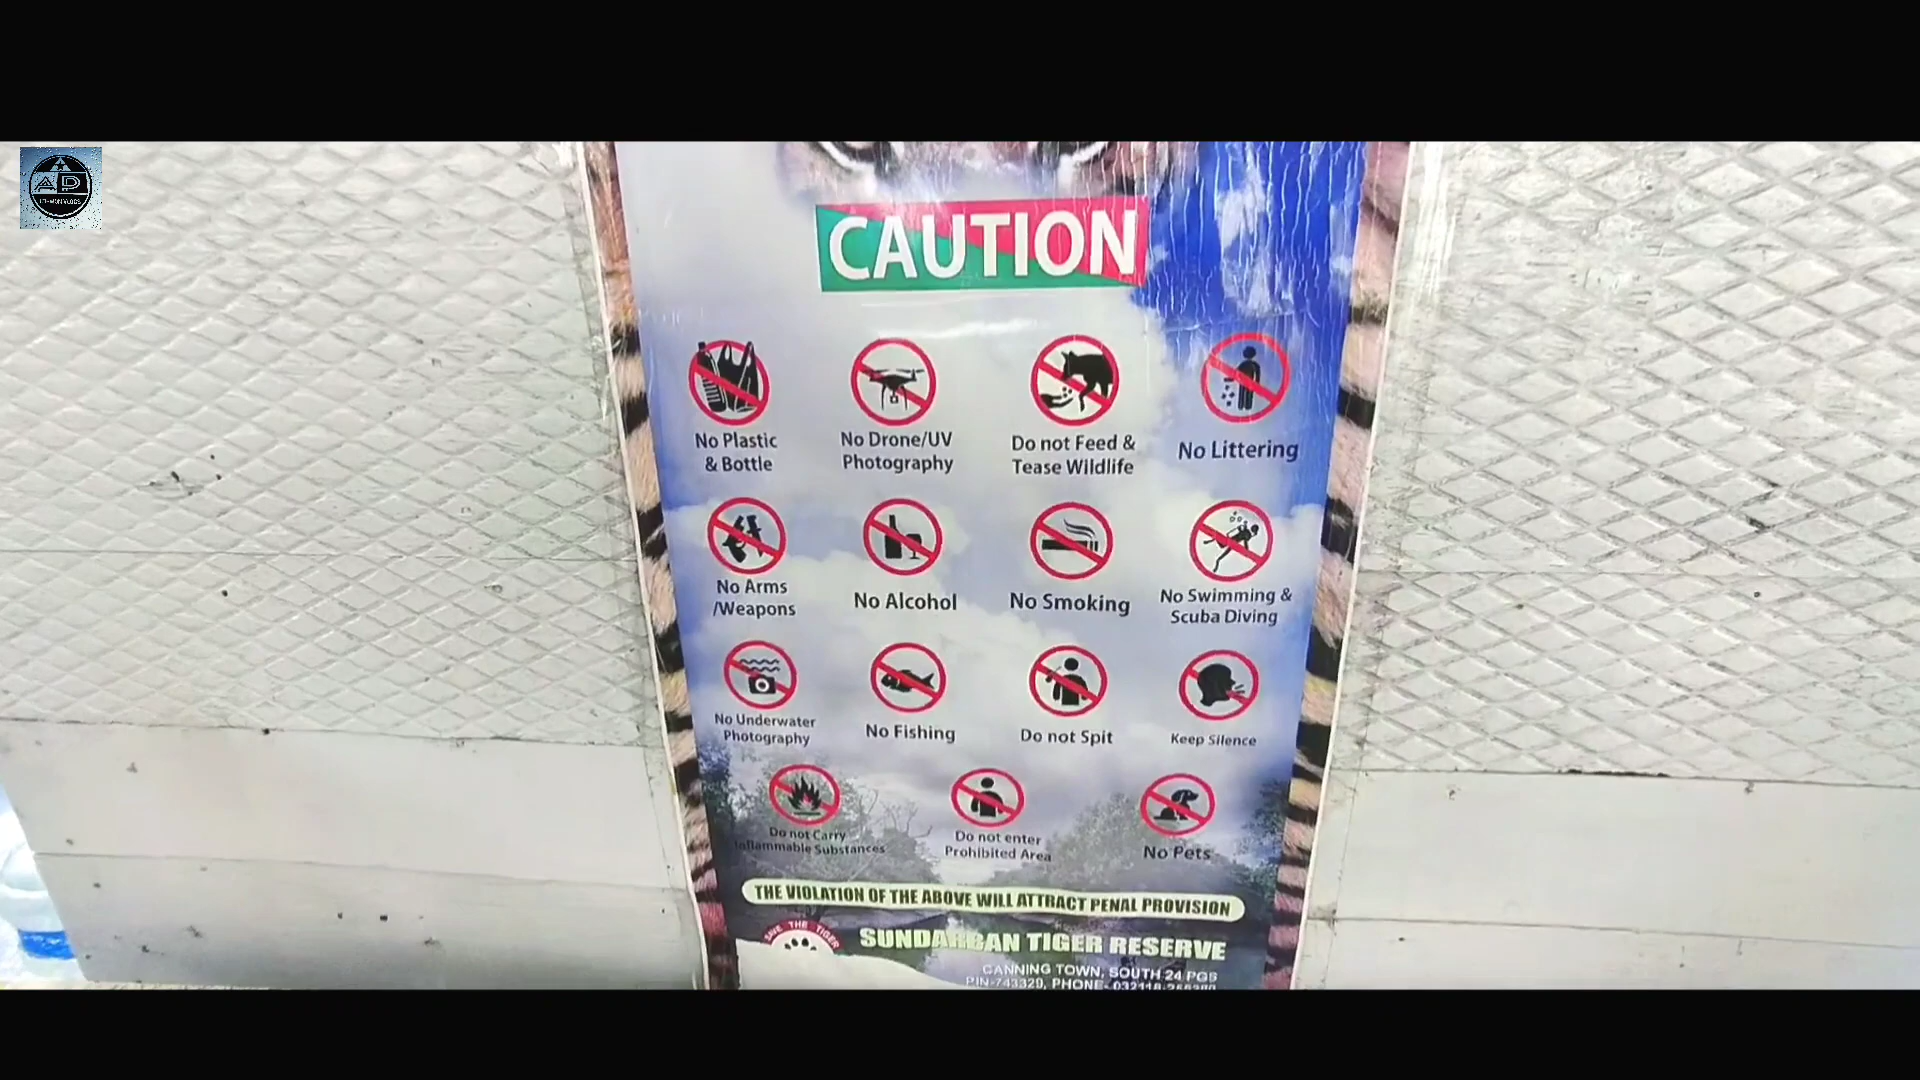 CAUTION
No Plastic
& Bottle
No Drone/UV
Photography
Do not Feed &
Tease Wildlife
No Littering
No Arms
/Weapons
No Alcohol
No Smoking
No Swimming &
Scuba Diving
No Underwater
Photography
No Fishing
Do not Spit
Keep Silence
Do not Carry
Inflammable Substances
Do not enter
Prohibited Area
No Pets
THE VIOLATION OF THE ABOVE WILL ATTRACT PENAL PROVISION
SAVE THE TIGER
SUNDARBAN TIGER RESERVE
CANNING TOWN, SOUTH 24 PGS
PIN-743329, PHONE-